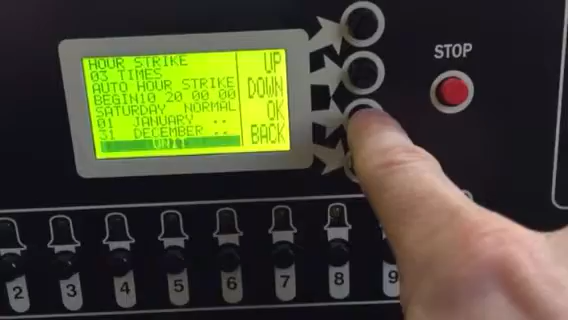 HOUR STRIKE
03 TIMES
AUTO HOUR STRIKE
BEGIN10 20 00 00
SATURDAY NORMAL
01 JANUARY --
31 DECEMBER --
UNIT
UP
DOWN
OK
BACK
STOP
2 3 4 5 6 7 8 9